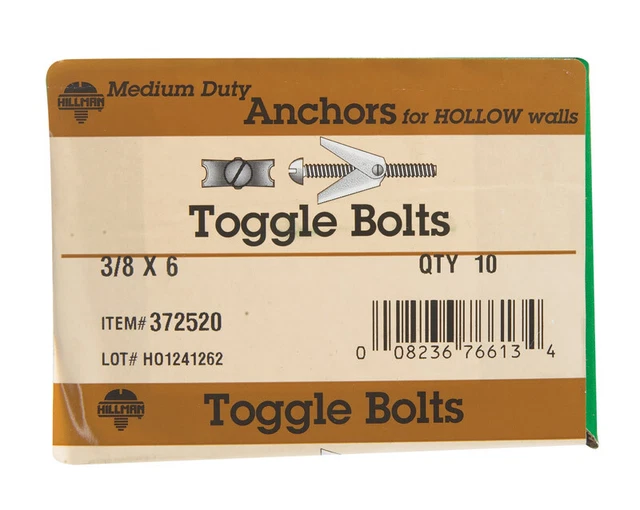 HILLMAN
Medium Duty
Anchors for HOLLOW walls
Toggle Bolts
3/8 X 6 QTY 10
ITEM# 372520
LOT# HO1241262
0 08236 76613 4
HILLMAN Toggle Bolts